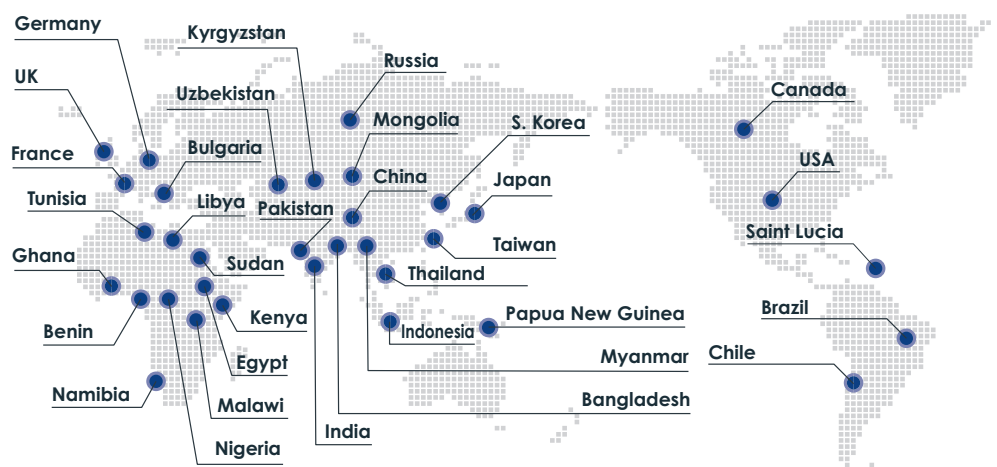 Germany
Kyrgyzstan
Russia
UK
Canada
Uzbekistan
Mongolia
S. Korea
France
Bulgaria
USA
China
Japan
Tunisia
Libya
Pakistan
Saint Lucia
Taiwan
Ghana
Sudan
Thailand
Brazil
Papua New Guinea
Kenya
Benin
Indonesia
Chile
Myanmar
Egypt
Namibia
Malawi
Bangladesh
India
Nigeria